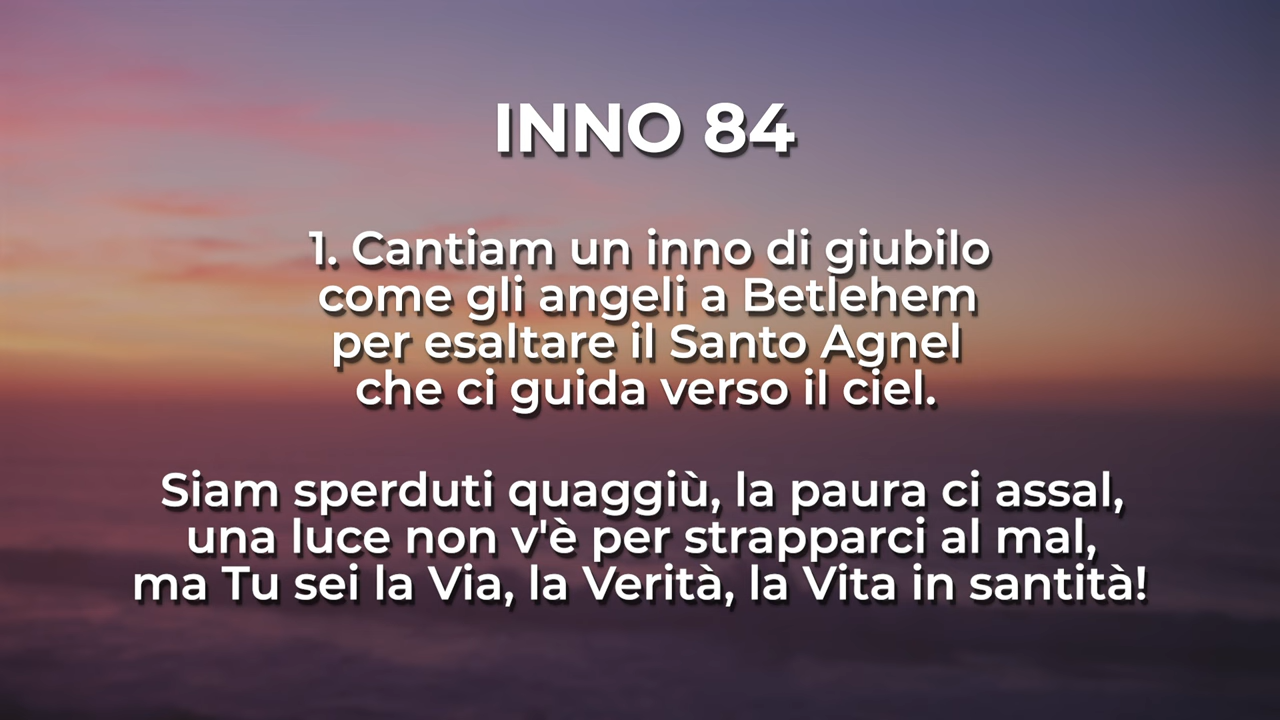 INNO 84
1. Cantiam un inno di giubilo
come gli angeli a Betlehem
per esaltare il Santo Agnel
che ci guida verso il ciel.
Siam sperduti quaggiù, la paura ci assal,
una luce non v'è per strapparci al mal,
ma Tu sei la Via, la Verità, la Vita in santità!